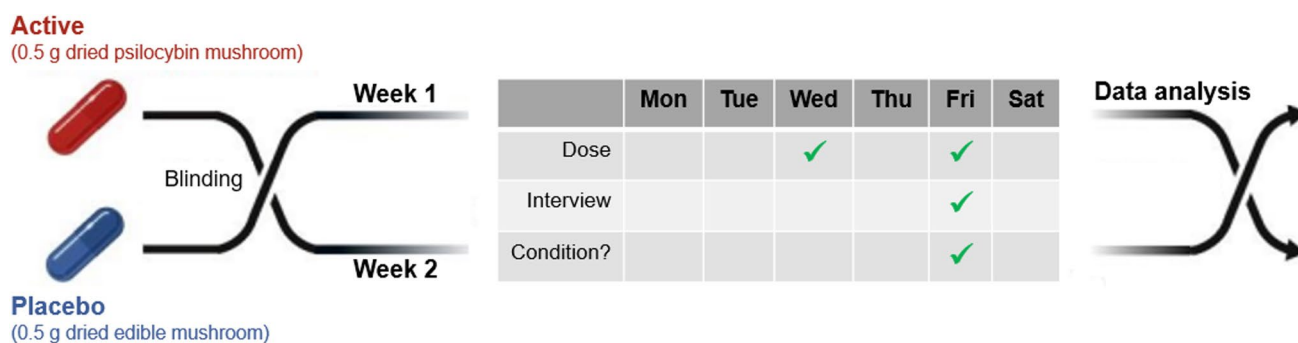 Active
(0.5 g dried psilocybin mushroom)
Week 1
Blinding
Week 2
Placebo
(0.5 g dried edible mushroom)
Mon Tue Wed Thu Fri Sat
Dose ✓ ✓
Interview ✓
Condition? ✓
Data analysis